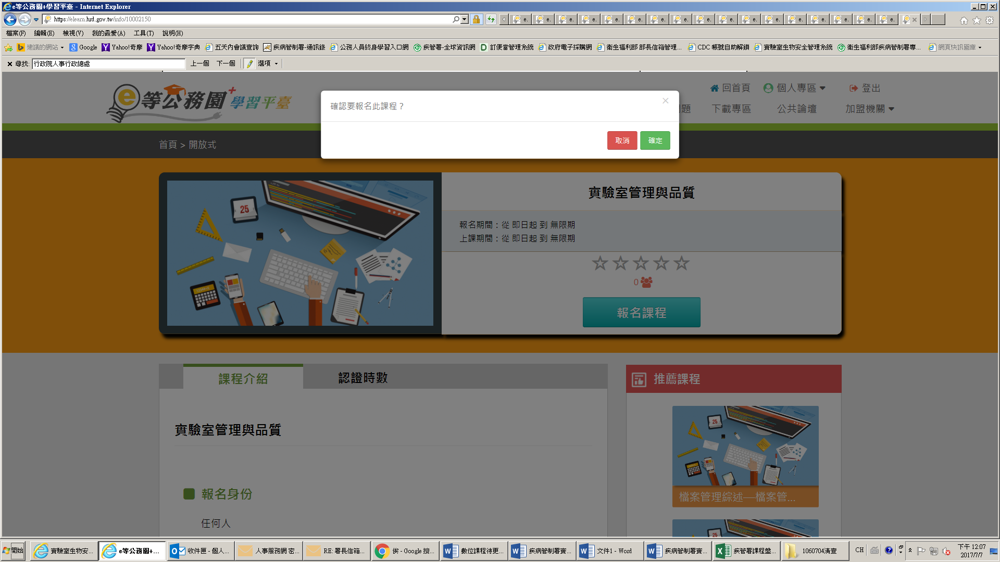 e等公務園+學習平臺 - Internet Explorer
https://elearn.hrd.gov.tw/info/10002150
e. e. e. e. e. e. e. e. e. e. e. e. e. e. e. e. e.
檔案(F) 編輯(E) 檢視(V) 我的最愛(A) 工具(T) 說明(H)
建議的網站 Google Yahoo!奇摩 Yahoo!奇摩字典 五天內會議查詢 疾病管制署-通訊錄 公務人員終身學習入口網 疾管署-全球資訊網 訂便當管理系統 政府電子採購網 衛生福利部 部長信箱管理... CDC 帳號自助解鎖 實驗室生物安全管理系統 衛生福利部疾病管制署專... 網頁快訊圖庫
尋找: 行政院人事行政總處 上一個 下一個 選項
e等公務園+學習平臺
回首頁 個人專區 登出
題 下載專區 公共論壇 加盟機關
確認要報名此課程？
×
取消 確定
首頁 > 開放式
實驗室管理與品質
報名期間：從 即日起 到 無限期
上課期間：從 即日起 到 無限期
25
0
報名課程
課程介紹 認證時數
推薦課程
實驗室管理與品質
25
檔案管理綜述—檔案管...
報名身份
任何人
25
開始 實驗室生物安... e等公務園+... 收件匣 - 個人... 人事服務網 密... RE: 署長信箱... 俟 - Google 搜... 數位課程待更... 疾病管制署實... 文件1 - Word 疾病管制署實... 疾管署課程盤... 1060704清查 CH 下午 12:07
2017/7/7